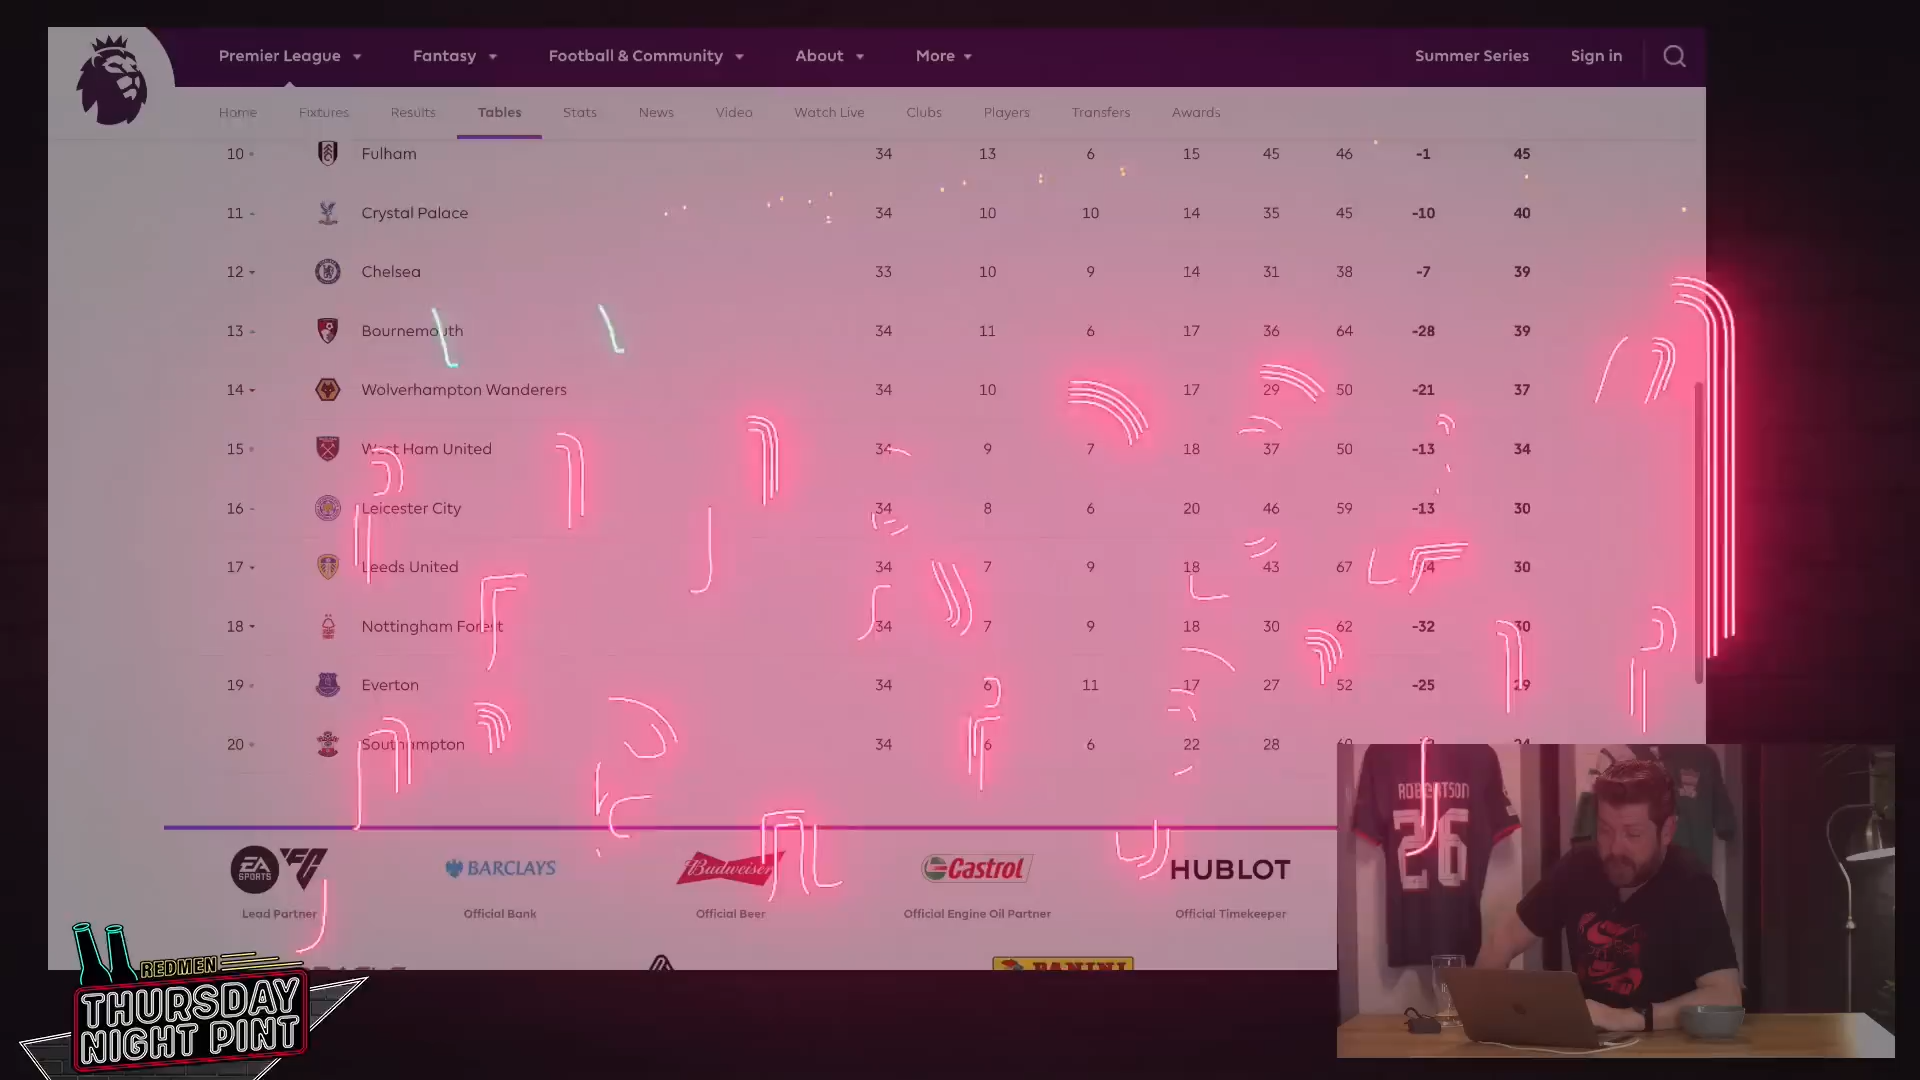 Premier League Fantasy Football & Community About More Summer Series Sign in
Home Fixtures Results Tables Stats News Video Watch Live Clubs Players Transfers Awards
10 Fulham 34 13 6 15 45 46 -1 45
11 Crystal Palace 34 10 10 14 35 45 -10 40
12 Chelsea 33 10 9 14 31 38 -7 39
13 Bournemouth 34 11 6 17 36 64 -28 39
14 Wolverhampton Wanderers 34 10 17 29 50 -21 37
15 West Ham United 34 9 7 18 37 50 -13 34
16 Leicester City 34 8 6 20 46 59 -13 30
17 Leeds United 34 7 9 18 43 67 30
18 Nottingham Forest 34 7 9 18 30 62 -32 30
19 Everton 34 6 11 17 27 52 -25 29
20 Southampton 34 6 6 22 28
EA SPORTS FC BARCLAYS Budweiser Castrol HUBLOT
Lead Partner Official Bank Official Beer Official Engine Oil Partner Official Timekeeper
PANINI
ROBERTSON
26
REDMEN
THURSDAY
NIGHT PINT